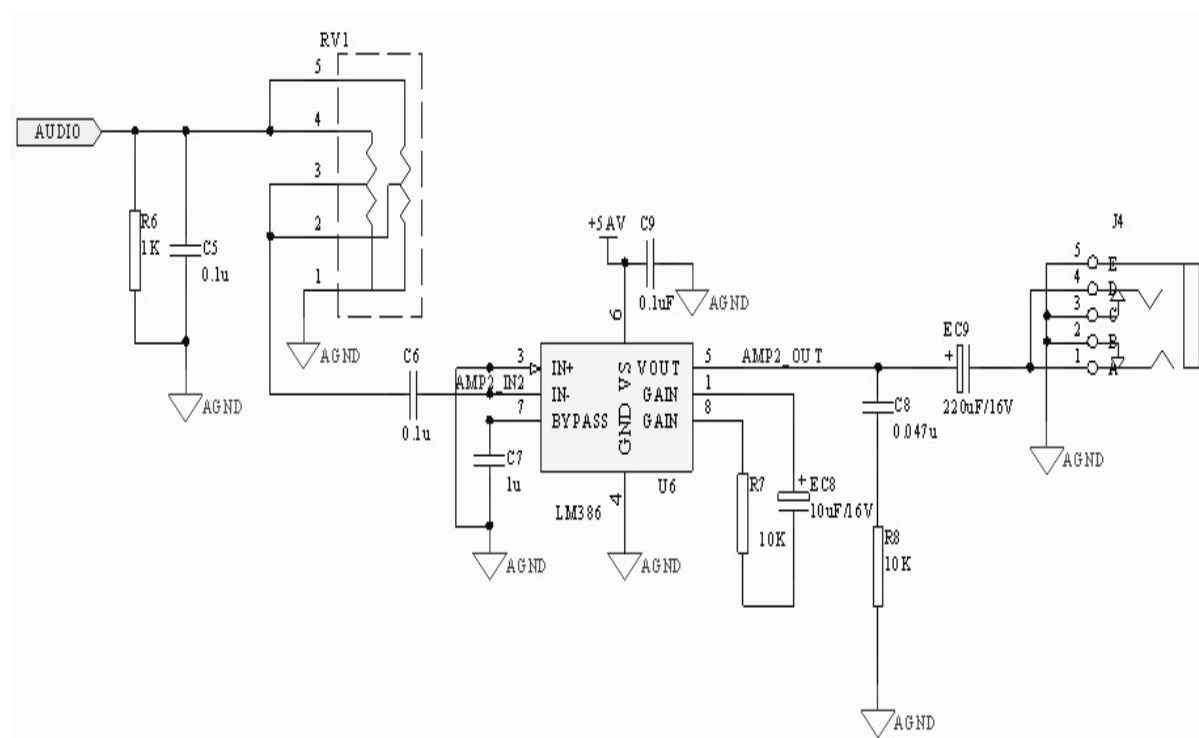 RV1
5
AUDIO
4
3
2
1
R6
1K
C5
0.1u
AGND
AGND
C6
0.1u
+5AV
C9
0.1uF
AGND
6
3
IN+
AMP2_IN2
IN-
7
BYPASS
GND VS
VOUT
GAIN
GAIN
5
1
8
AMP2_OUT
C7
1u
LM386
4
U6
AGND
AGND
R7
10K
EC8
10uF/16V
C8
0.047u
R8
10K
AGND
EC9
+
220uF/16V
+
J4
5
E
4
D
3
C
2
B
1
A
AGND